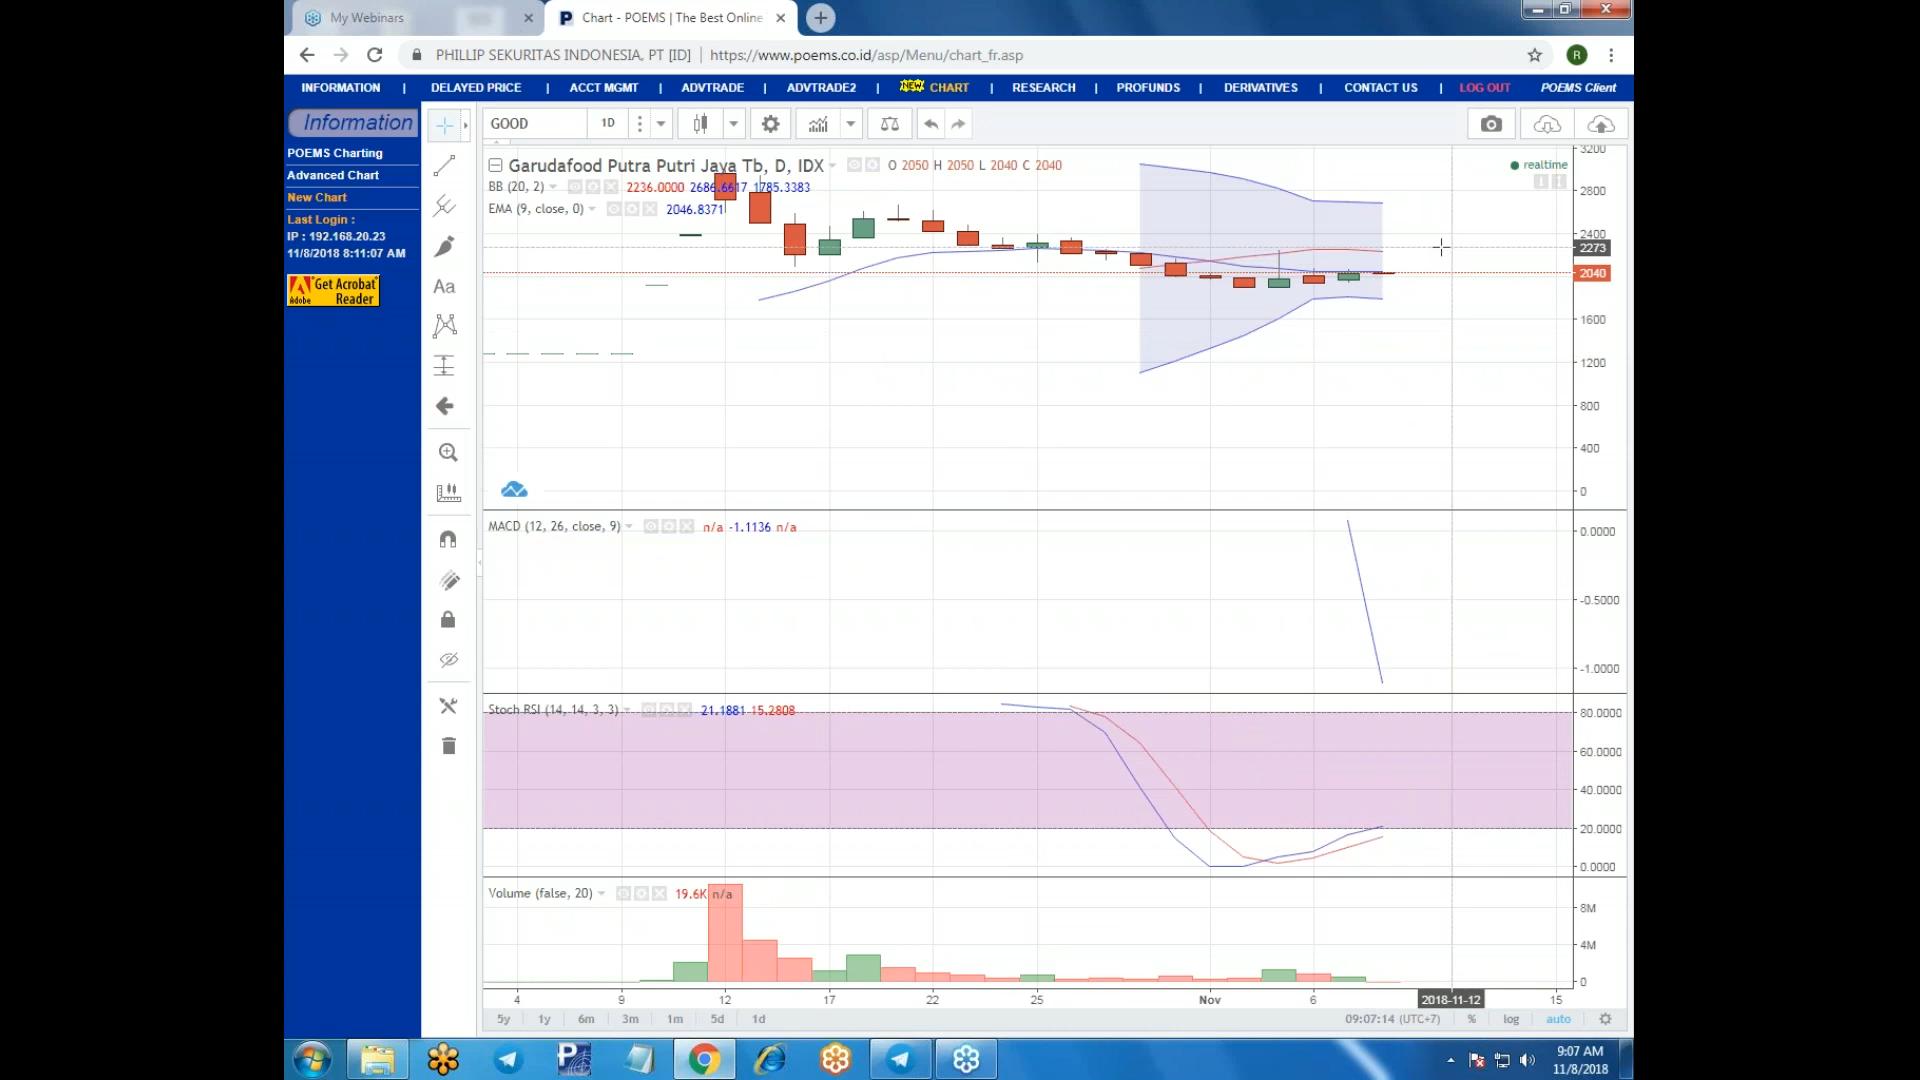 My Webinars
Chart - POEMS | The Best Online
PHILLIP SEKURITAS INDONESIA, PT [ID] | https://www.poems.co.id/asp/Menu/chart_fr.asp
R
INFORMATION | DELAYED PRICE | ACCT MGMT | ADVTRADE | ADVTRADE2 | NEW CHART | RESEARCH | PROFUNDS | DERIVATIVES | CONTACT US | LOG OUT POEMS Client
Information
POEMS Charting
Advanced Chart
New Chart
Last Login :
IP : 192.168.20.23
11/8/2018 8:11:07 AM
Get Acrobat
Adobe Reader
Aa
GOOD 1D
Garudafood Putra Putri Jaya Tb, D, IDX O 2050 H 2050 L 2040 C 2040
realtime
BB (20, 2) 2236.0000 2686.6617 1785.3383
EMA (9, close, 0) 2046.8371
3200
2800
2400
2273
2040
1600
1200
800
400
0
MACD (12, 26, close, 9) n/a -1.1136 n/a
0.0000
-0.5000
-1.0000
Stoch RSI (14, 14, 3, 3) 21.1881 15.2808
80.0000
60.0000
40.0000
20.0000
0.0000
Volume (false, 20) 19.6K n/a
8M
4M
0
4 9 12 17 22 25 Nov 6 2018-11-12 15
5y 1y 6m 3m 1m 5d 1d 09:07:14 (UTC+7) % log auto
9:07 AM
11/8/2018